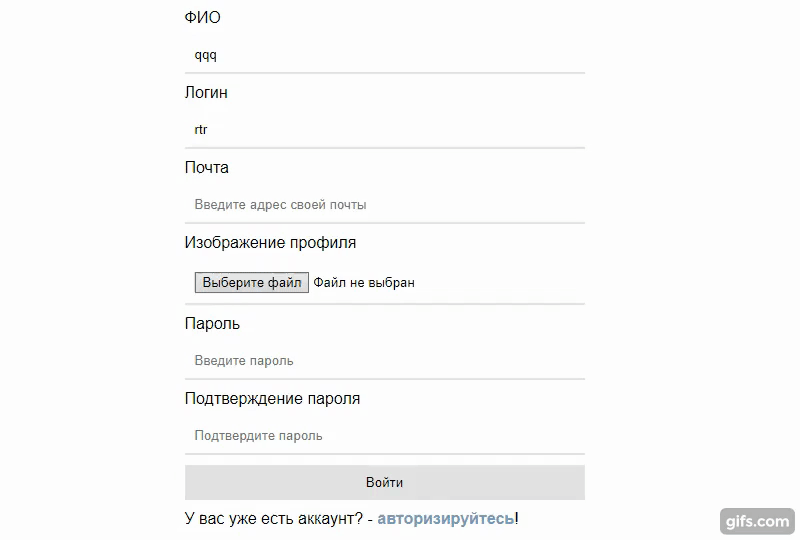 ФИО
qqq
Логин
rtr
Почта
Введите адрес своей почты
Изображение профиля
Выберите файл Файл не выбран
Пароль
Введите пароль
Подтверждение пароля
Подтвердите пароль
Войти
У вас уже есть аккаунт? - авторизируйтесь!
gifs.com